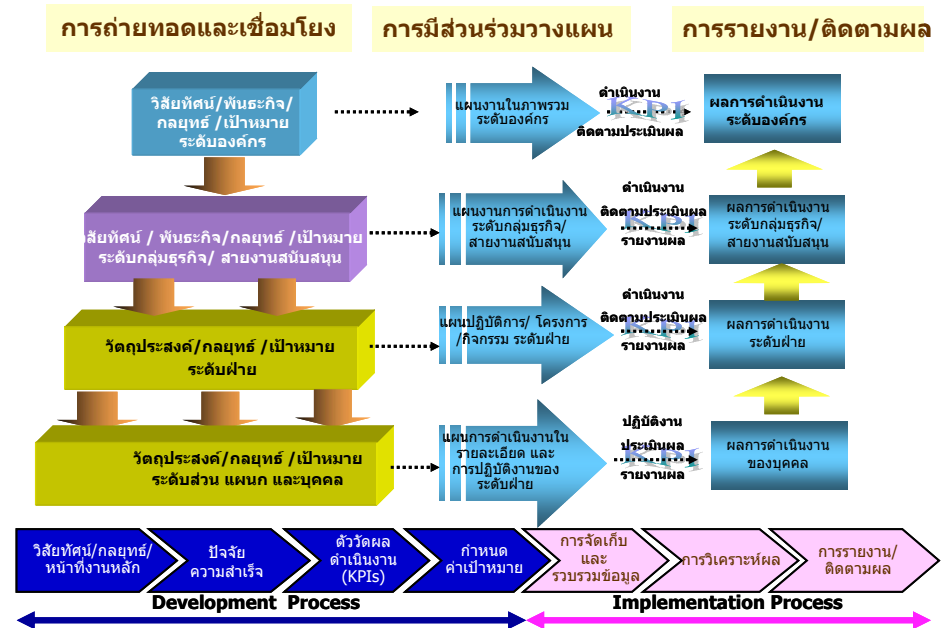 การถ่ายทอดและเชื่อมโยง
การมีส่วนร่วมวางแผน
การรายงาน/ติดตามผล
วิสัยทัศน์/พันธะกิจ/
กลยุทธ์ /เป้าหมาย
ระดับองค์กร
แผนงานในภาพรวม
ระดับองค์กร
ดำเนินงาน
KPI
ติดตามประเมินผล
ผลการดำเนินงาน
ระดับองค์กร
วิสัยทัศน์ / พันธะกิจ/กลยุทธ์ /เป้าหมาย
ระดับกลุ่มธุรกิจ/ สายงานสนับสนุน
แผนงานการดำเนินงาน
ระดับกลุ่มธุรกิจ/
สายงานสนับสนุน
ดำเนินงาน
ติดตามประเมินผล
KPI
รายงานผล
ผลการดำเนินงาน
ระดับกลุ่มธุรกิจ/
สายงานสนับสนุน
วัตถุประสงค์/กลยุทธ์ /เป้าหมาย
ระดับฝ่าย
แผนปฏิบัติการ/ โครงการ
/กิจกรรม ระดับฝ่าย
ดำเนินงาน
ติดตามประเมินผล
KPI
รายงานผล
ผลการดำเนินงาน
ระดับฝ่าย
วัตถุประสงค์/กลยุทธ์ /เป้าหมาย
ระดับส่วน แผนก และบุคคล
แผนการดำเนินงานใน
รายละเอียด และ
การปฏิบัติงานของ
ระดับฝ่าย
ปฏิบัติงาน
ประเมินผล
KPI
รายงานผล
ผลการดำเนินงาน
ของบุคคล
วิสัยทัศน์/กลยุทธ์/
หน้าที่งานหลัก
ปัจจัย
ความสำเร็จ
ตัววัดผล
ดำเนินงาน
(KPIs)
กำหนด
ค่าเป้าหมาย
การจัดเก็บ
และ
รวบรวมข้อมูล
การวิเคราะห์ผล
การรายงาน/
ติดตามผล
Development Process
Implementation Process